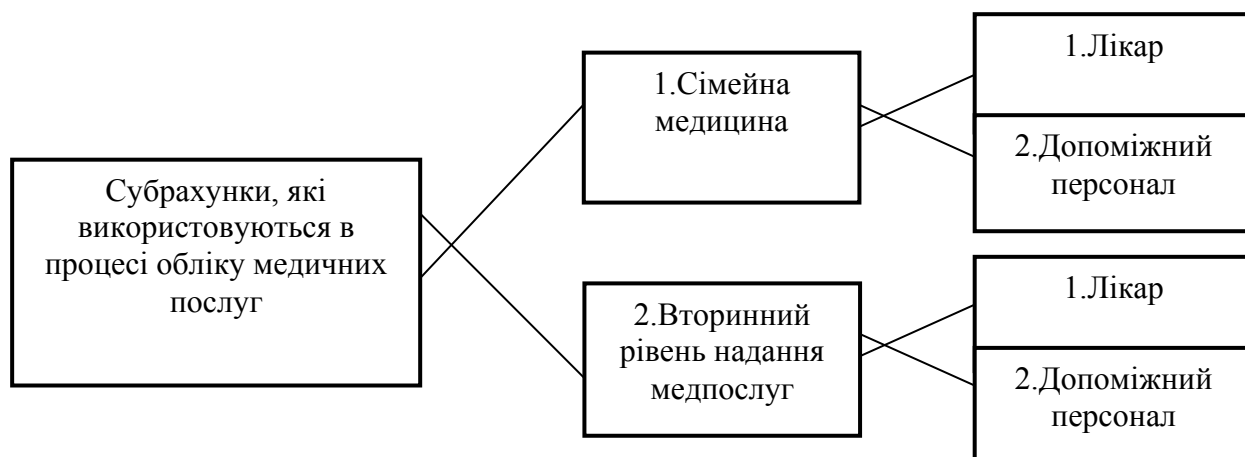 Субрахунки, які
використовуються в
процесі обліку медичних
послуг
1.Сімейна
медицина
2.Вторинний
рівень надання
медпослуг
1.Лікар
2.Допоміжний
персонал
1.Лікар
2.Допоміжний
персонал